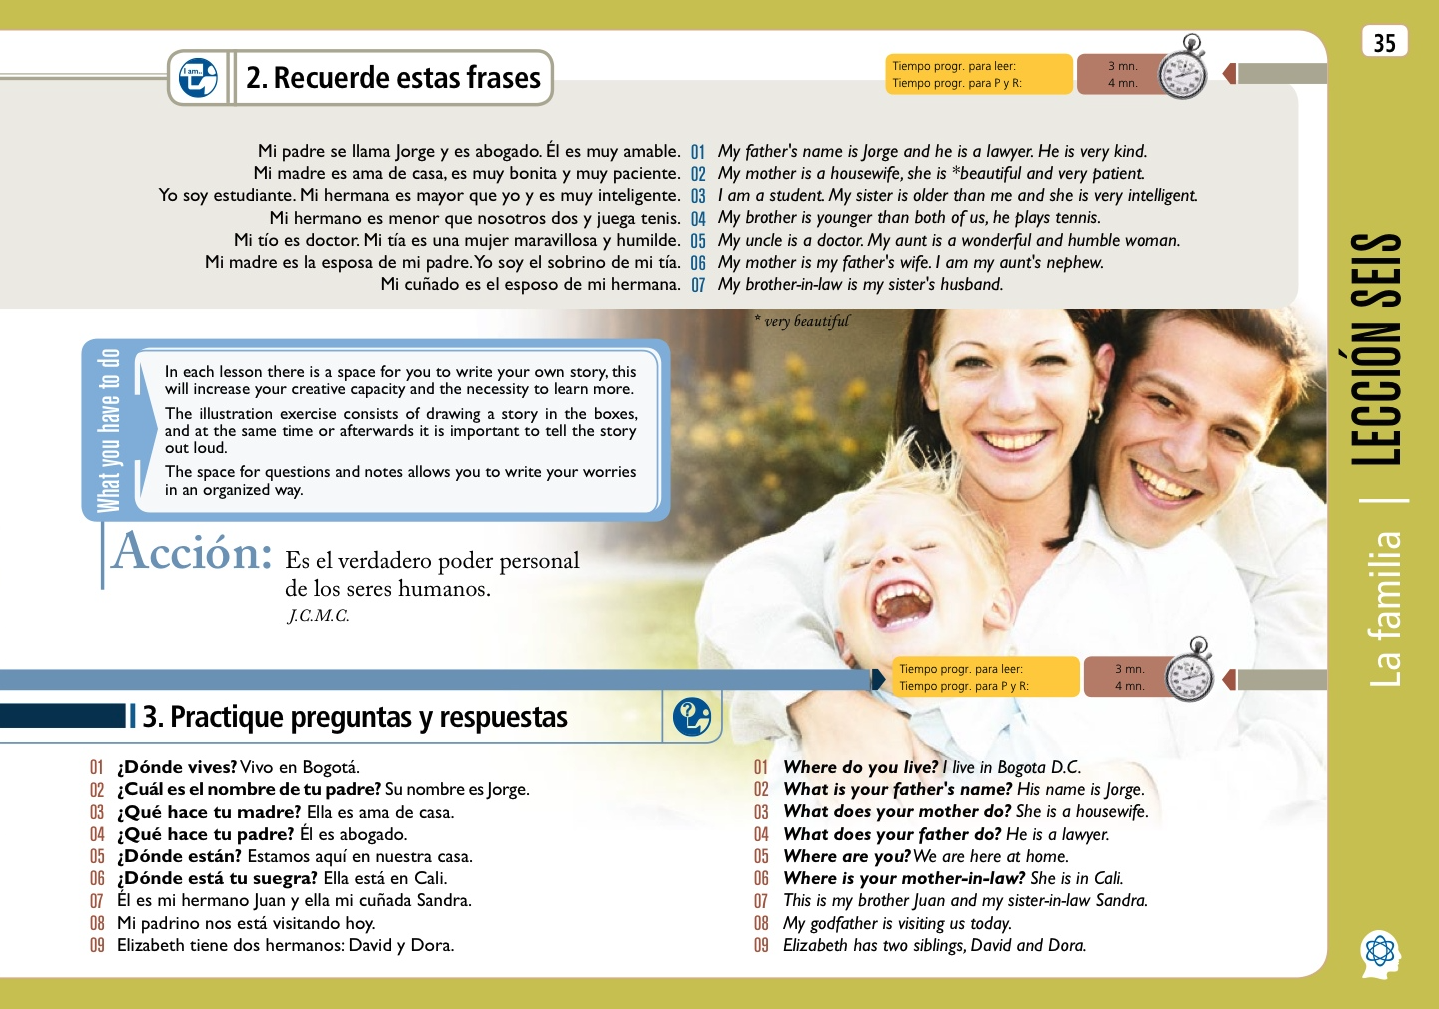 35
I am...
2. Recuerde estas frases
Tiempo progr. para leer: 3 mn.
Tiempo progr. para P y R: 4 mn.
Mi padre se llama Jorge y es abogado. Él es muy amable. 01 My father's name is Jorge and he is a lawyer. He is very kind.
Mi madre es ama de casa, es muy bonita y muy paciente. 02 My mother is a housewife, she is *beautiful and very patient.
Yo soy estudiante. Mi hermana es mayor que yo y es muy inteligente. 03 I am a student. My sister is older than me and she is very intelligent.
Mi hermano es menor que nosotros dos y juega tenis. 04 My brother is younger than both of us, he plays tennis.
Mi tío es doctor. Mi tía es una mujer maravillosa y humilde. 05 My uncle is a doctor. My aunt is a wonderful and humble woman.
Mi madre es la esposa de mi padre. Yo soy el sobrino de mi tía. 06 My mother is my father's wife. I am my aunt's nephew.
Mi cuñado es el esposo de mi hermana. 07 My brother-in-law is my sister's husband.
* very beautiful
What you have to do
In each lesson there is a space for you to write your own story, this
will increase your creative capacity and the necessity to learn more.
The illustration exercise consists of drawing a story in the boxes,
and at the same time or afterwards it is important to tell the story
out loud.
The space for questions and notes allows you to write your worries
in an organized way.
Acción: Es el verdadero poder personal
de los seres humanos.
J.C.M.C.
Tiempo progr. para leer: 3 mn.
Tiempo progr. para P y R: 4 mn.
3. Practique preguntas y respuestas
?
01 ¿Dónde vives? Vivo en Bogotá.
02 ¿Cuál es el nombre de tu padre? Su nombre es Jorge.
03 ¿Qué hace tu madre? Ella es ama de casa.
04 ¿Qué hace tu padre? Él es abogado.
05 ¿Dónde están? Estamos aquí en nuestra casa.
06 ¿Dónde está tu suegra? Ella está en Cali.
07 Él es mi hermano Juan y ella mi cuñada Sandra.
08 Mi padrino nos está visitando hoy.
09 Elizabeth tiene dos hermanos: David y Dora.
01 Where do you live? I live in Bogota D.C.
02 What is your father's name? His name is Jorge.
03 What does your mother do? She is a housewife.
04 What does your father do? He is a lawyer.
05 Where are you? We are here at home.
06 Where is your mother-in-law? She is in Cali.
07 This is my brother Juan and my sister-in-law Sandra.
08 My godfather is visiting us today.
09 Elizabeth has two siblings, David and Dora.
La familia | LECCIÓN SEIS